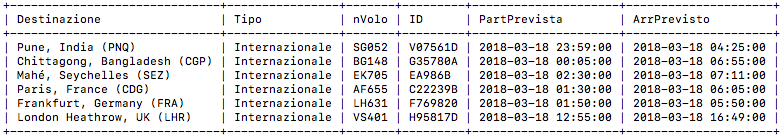 | Destinazione | Tipo | nVolo | ID | PartPrevista | ArrPrevisto |
| Pune, India (PNQ) | Internazionale | SG052 | V07561D | 2018-03-18 23:59:00 | 2018-03-18 04:25:00 |
| Chittagong, Bangladesh (CGP) | Internazionale | BG148 | G35780A | 2018-03-18 00:05:00 | 2018-03-18 06:55:00 |
| Mahé, Seychelles (SEZ) | Internazionale | EK705 | EA986B | 2018-03-18 02:30:00 | 2018-03-18 07:11:00 |
| Paris, France (CDG) | Internazionale | AF655 | C22239B | 2018-03-18 01:30:00 | 2018-03-18 06:05:00 |
| Frankfurt, Germany (FRA) | Internazionale | LH631 | F769820 | 2018-03-18 01:50:00 | 2018-03-18 05:50:00 |
| London Heathrow, UK (LHR) | Internazionale | VS401 | H95817D | 2018-03-18 12:55:00 | 2018-03-18 16:49:00 |